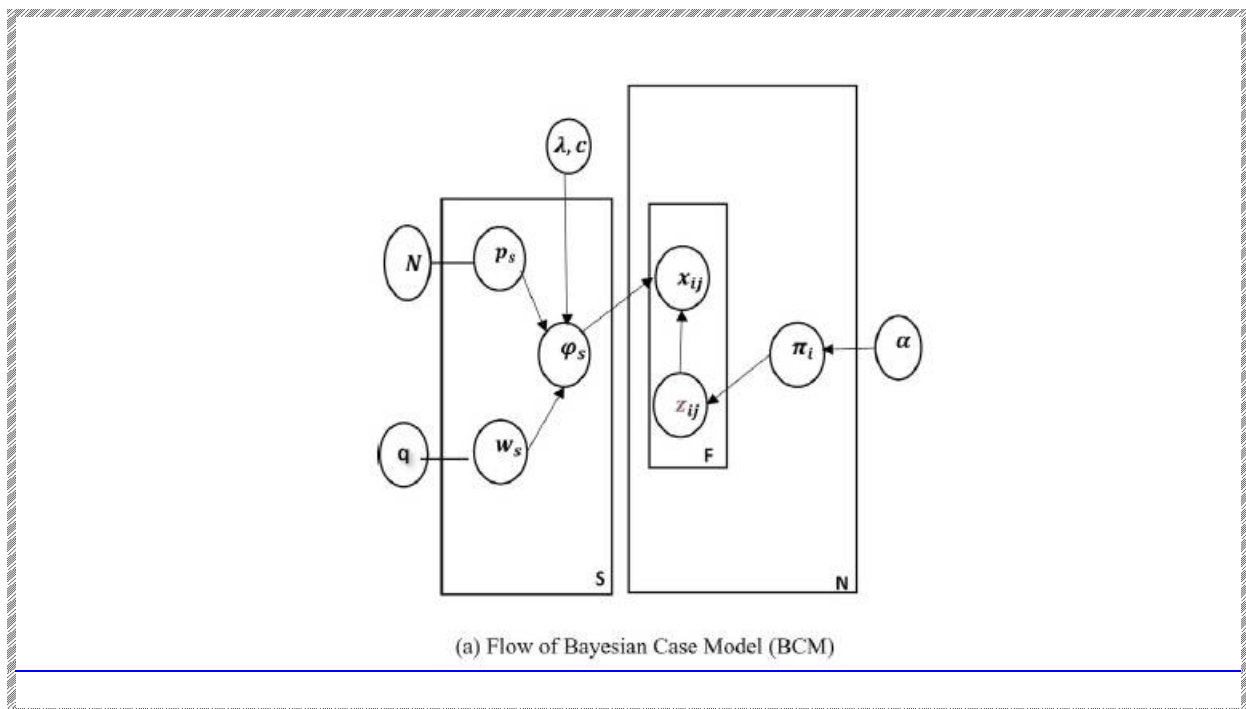 λ, c
N
p_s
x_ij
φ_s
π_i
α
z_ij
q
w_s
F
S
N
(a) Flow of Bayesian Case Model (BCM)